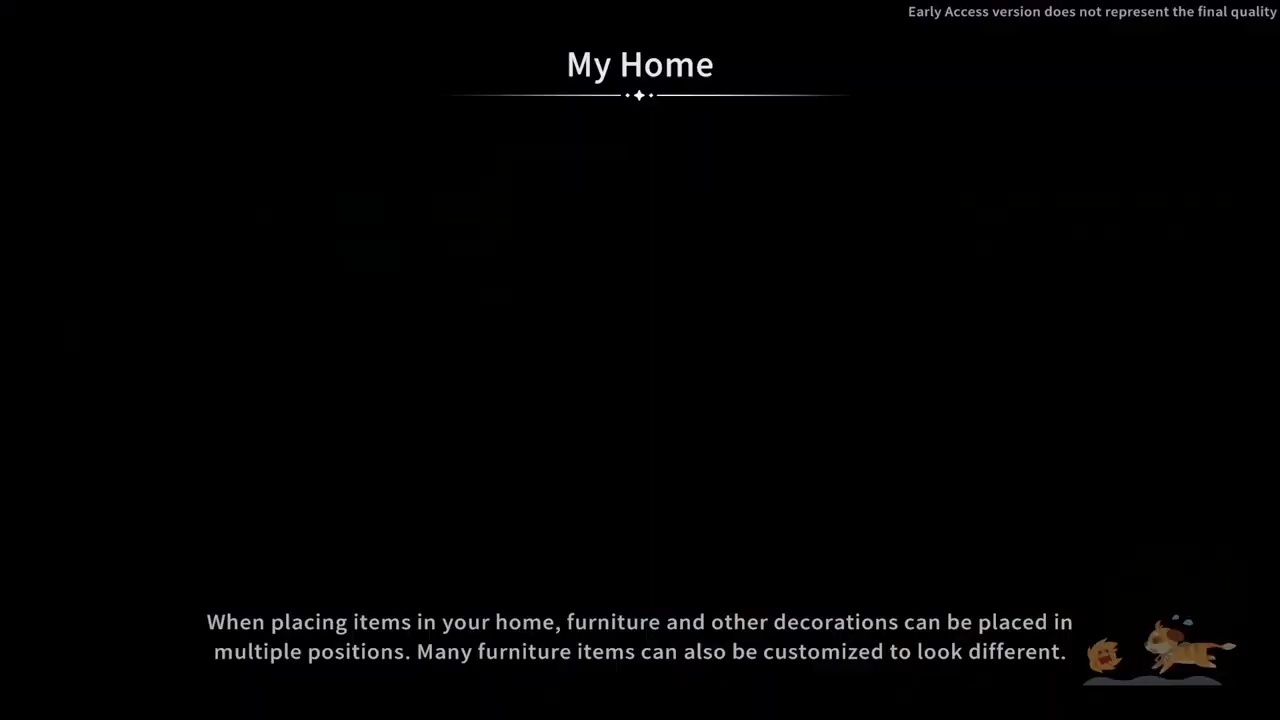 Early Access version does not represent the final quality
My Home
When placing items in your home, furniture and other decorations can be placed in
multiple positions. Many furniture items can also be customized to look different.